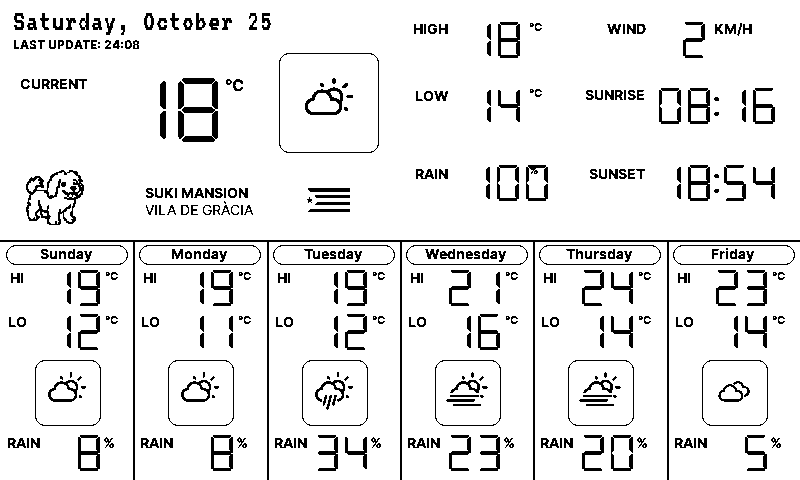 Saturday, October 25
LAST UPDATE: 24:08
CURRENT 18 °C
HIGH 18 °C WIND 2 KM/H
LOW 14 °C SUNRISE 08:16
RAIN 100 % SUNSET 18:54
SUKI MANSION
VILA DE GRÀCIA
Sunday
HI 19 °C
LO 12 °C
RAIN 8 %
Monday
HI 19 °C
LO 11 °C
RAIN 8 %
Tuesday
HI 19 °C
LO 12 °C
RAIN 34 %
Wednesday
HI 21 °C
LO 16 °C
RAIN 23 %
Thursday
HI 24 °C
LO 14 °C
RAIN 20 %
Friday
HI 23 °C
LO 14 °C
RAIN 5 %